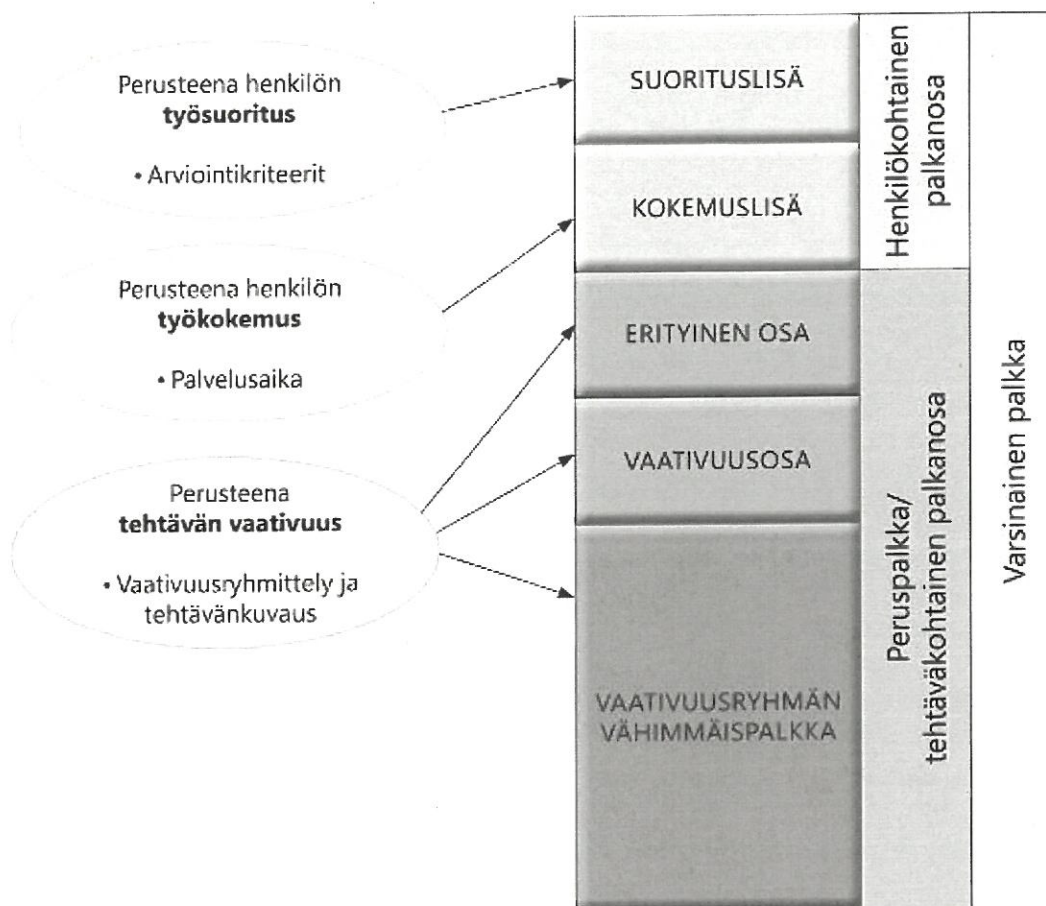 Perusteena henkilön
työsuoritus
• Arviointikriteerit
Perusteena henkilön
työkokemus
• Palvelusaika
Perusteena
tehtävän vaativuus
• Vaativuusryhmittely ja
tehtävänkuvaus
SUORITUSLISÄ
KOKEMUSLISÄ
ERITYINEN OSA
VAATIVUUSOSA
VAATIVUUSRYHMÄN
VÄHIMMÄISPALKKA
Henkilökohtainen
palkanosa
Peruspalkka/
tehtäväkohtainen palkanosa
Varsinainen palkka